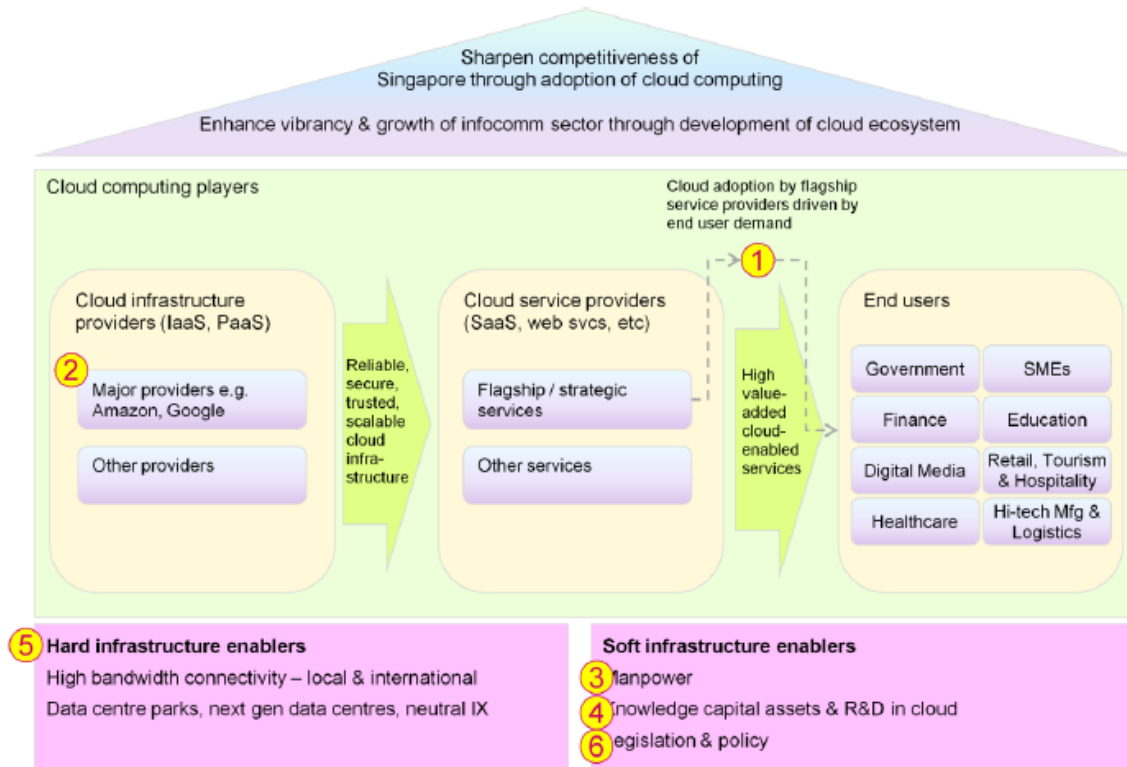 Sharpen competitiveness of
Singapore through adoption of cloud computing
Enhance vibrancy & growth of infocomm sector through development of cloud ecosystem
Cloud computing players
Cloud adoption by flagship
service providers driven by
end user demand
1
Cloud infrastructure
providers (IaaS, PaaS)
2
Major providers e.g.
Amazon, Google
Other providers
Reliable,
secure,
trusted,
scalable
cloud
infra-
structure
Cloud service providers
(SaaS, web svcs, etc)
Flagship / strategic
services
Other services
High
value-
added
cloud-
enabled
services
End users
Government
SMEs
Finance
Education
Digital Media
Retail, Tourism
& Hospitality
Healthcare
Hi-tech Mfg &
Logistics
5 Hard infrastructure enablers
High bandwidth connectivity – local & international
Data centre parks, next gen data centres, neutral IX
Soft infrastructure enablers
3 Manpower
4 Knowledge capital assets & R&D in cloud
6 Legislation & policy